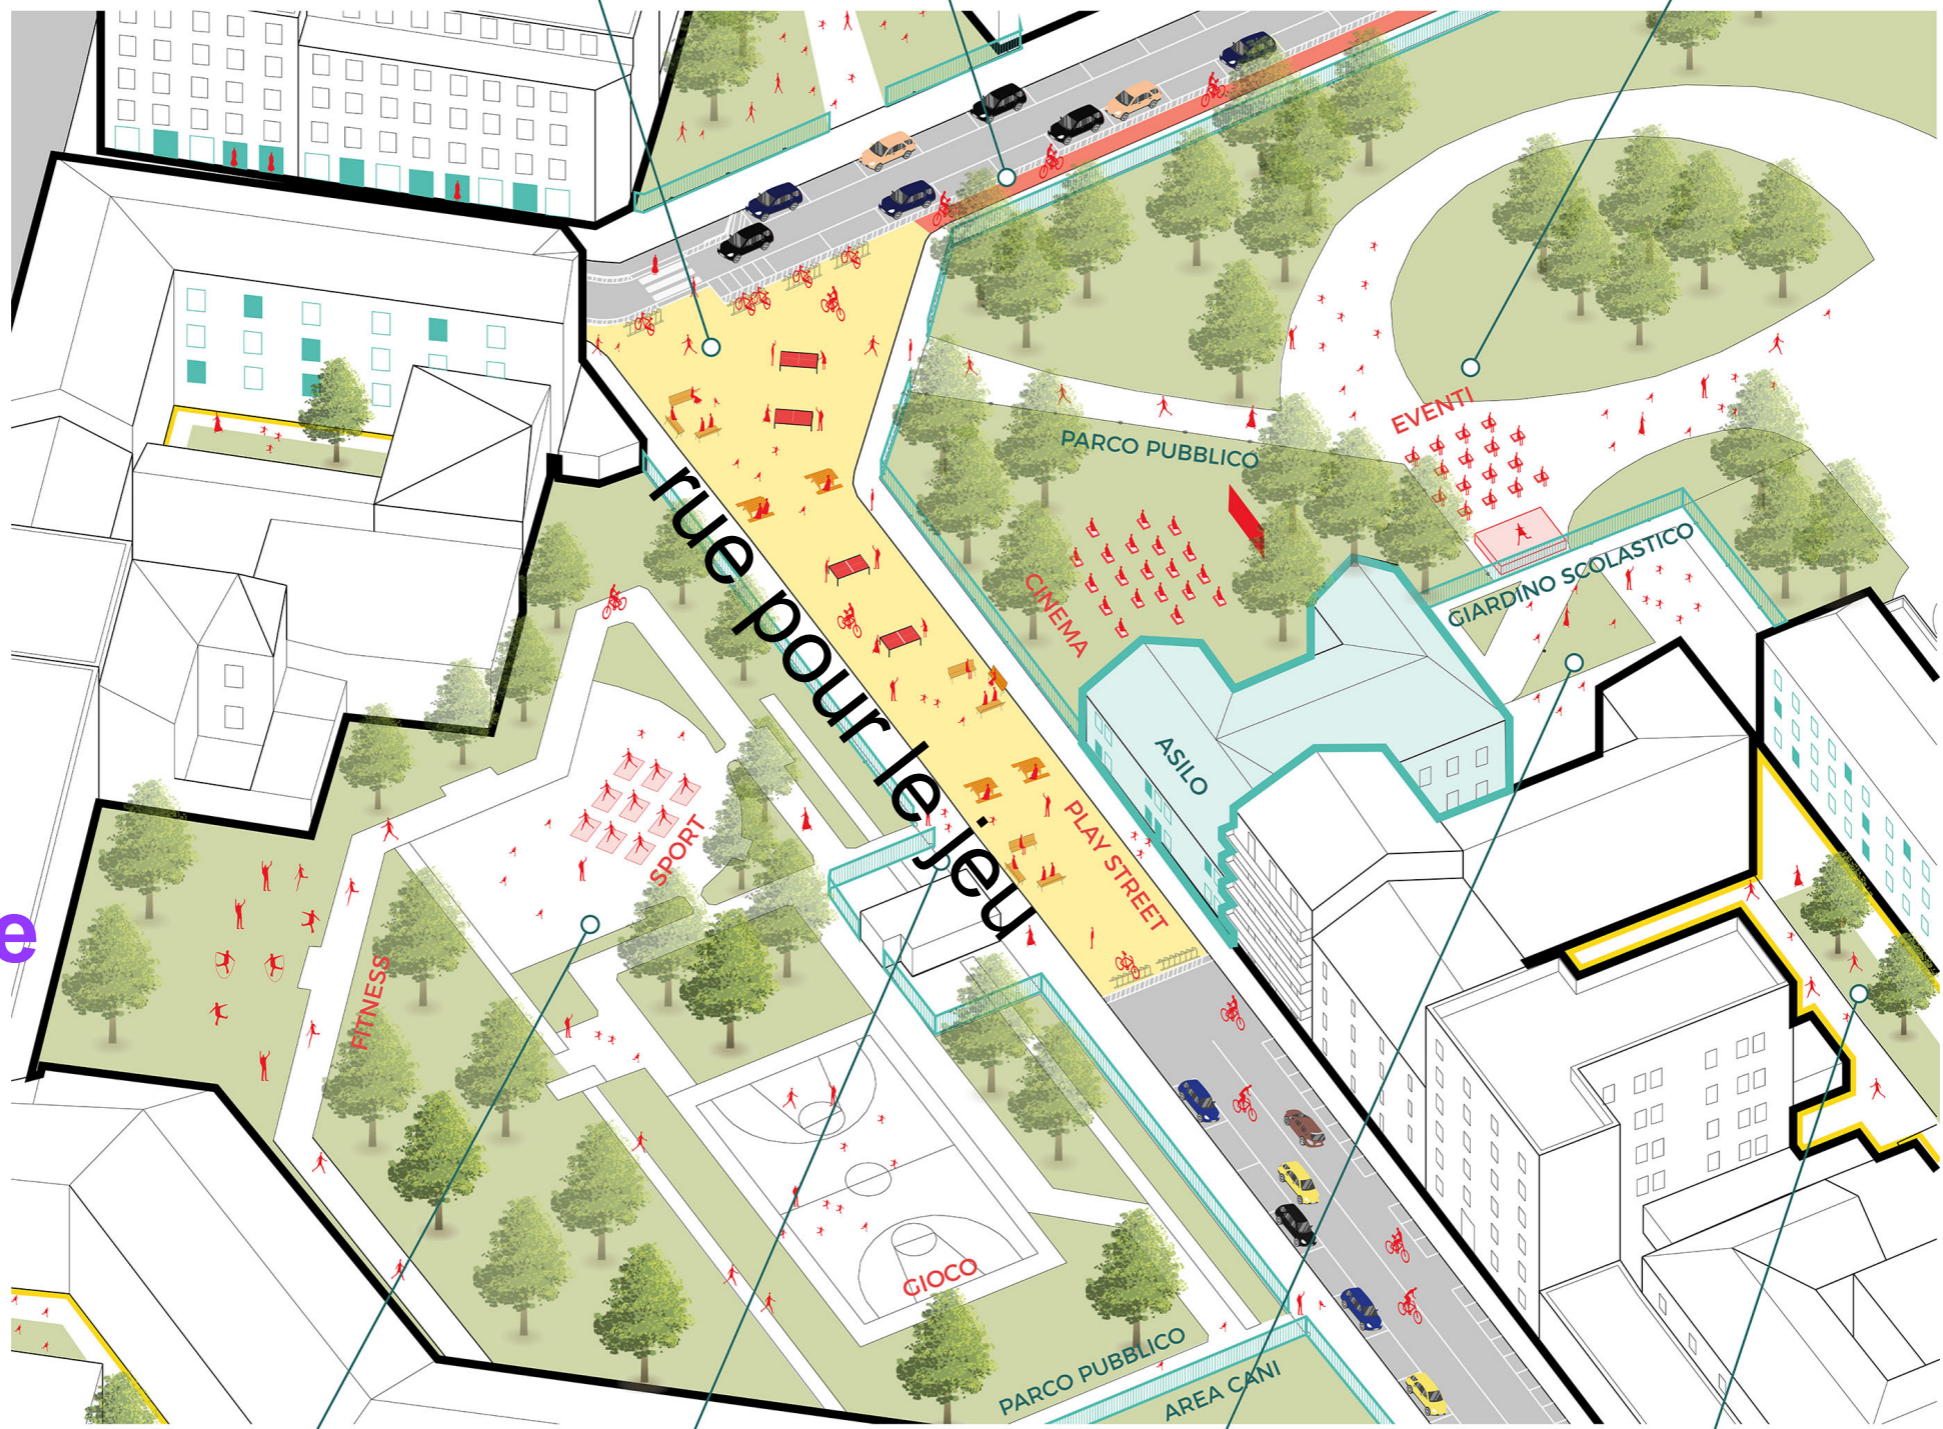 EVENTI
PARCO PUBBLICO
CINEMA
GIARDINO SCOLASTICO
rue pour le jeu
ASILO
PLAY STREET
SPORT
e
FITNESS
GIOCO
PARCO PUBBLICO
AREA CANI